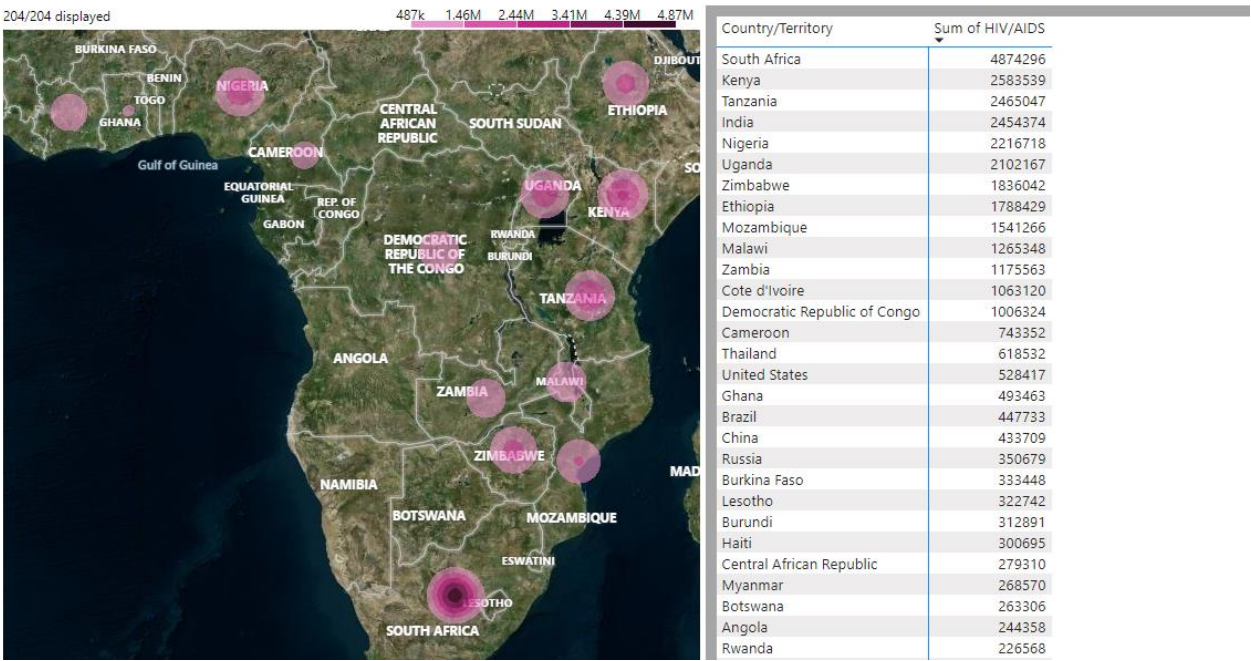 204/204 displayed
487k 1.46M 2.44M 3.41M 4.39M 4.87M
BURKINA FASO
DJIBOUT
BENIN
NIGERIA
TOGO
GHANA
ETHIOPIA
CENTRAL
AFRICAN
REPUBLIC
SOUTH SUDAN
CAMEROON
Gulf of Guinea
SO
EQUATORIAL
GUINEA
UGANDA
REP. OF
CONGO
KENYA
GABON
RWANDA
DEMOCRATIC
REPUBLIC OF
THE CONGO
BURUNDI
TANZANIA
ANGOLA
MALAWI
ZAMBIA
ZIMBABWE
MAD
NAMIBIA
BOTSWANA
MOZAMBIQUE
ESWATINI
LESOTHO
SOUTH AFRICA
Country/Territory Sum of HIV/AIDS
South Africa 4874296
Kenya 2583539
Tanzania 2465047
India 2454374
Nigeria 2216718
Uganda 2102167
Zimbabwe 1836042
Ethiopia 1788429
Mozambique 1541266
Malawi 1265348
Zambia 1175563
Cote d'Ivoire 1063120
Democratic Republic of Congo 1006324
Cameroon 743352
Thailand 618532
United States 528417
Ghana 493463
Brazil 447733
China 433709
Russia 350679
Burkina Faso 333448
Lesotho 322742
Burundi 312891
Haiti 300695
Central African Republic 279310
Myanmar 268570
Botswana 263306
Angola 244358
Rwanda 226568